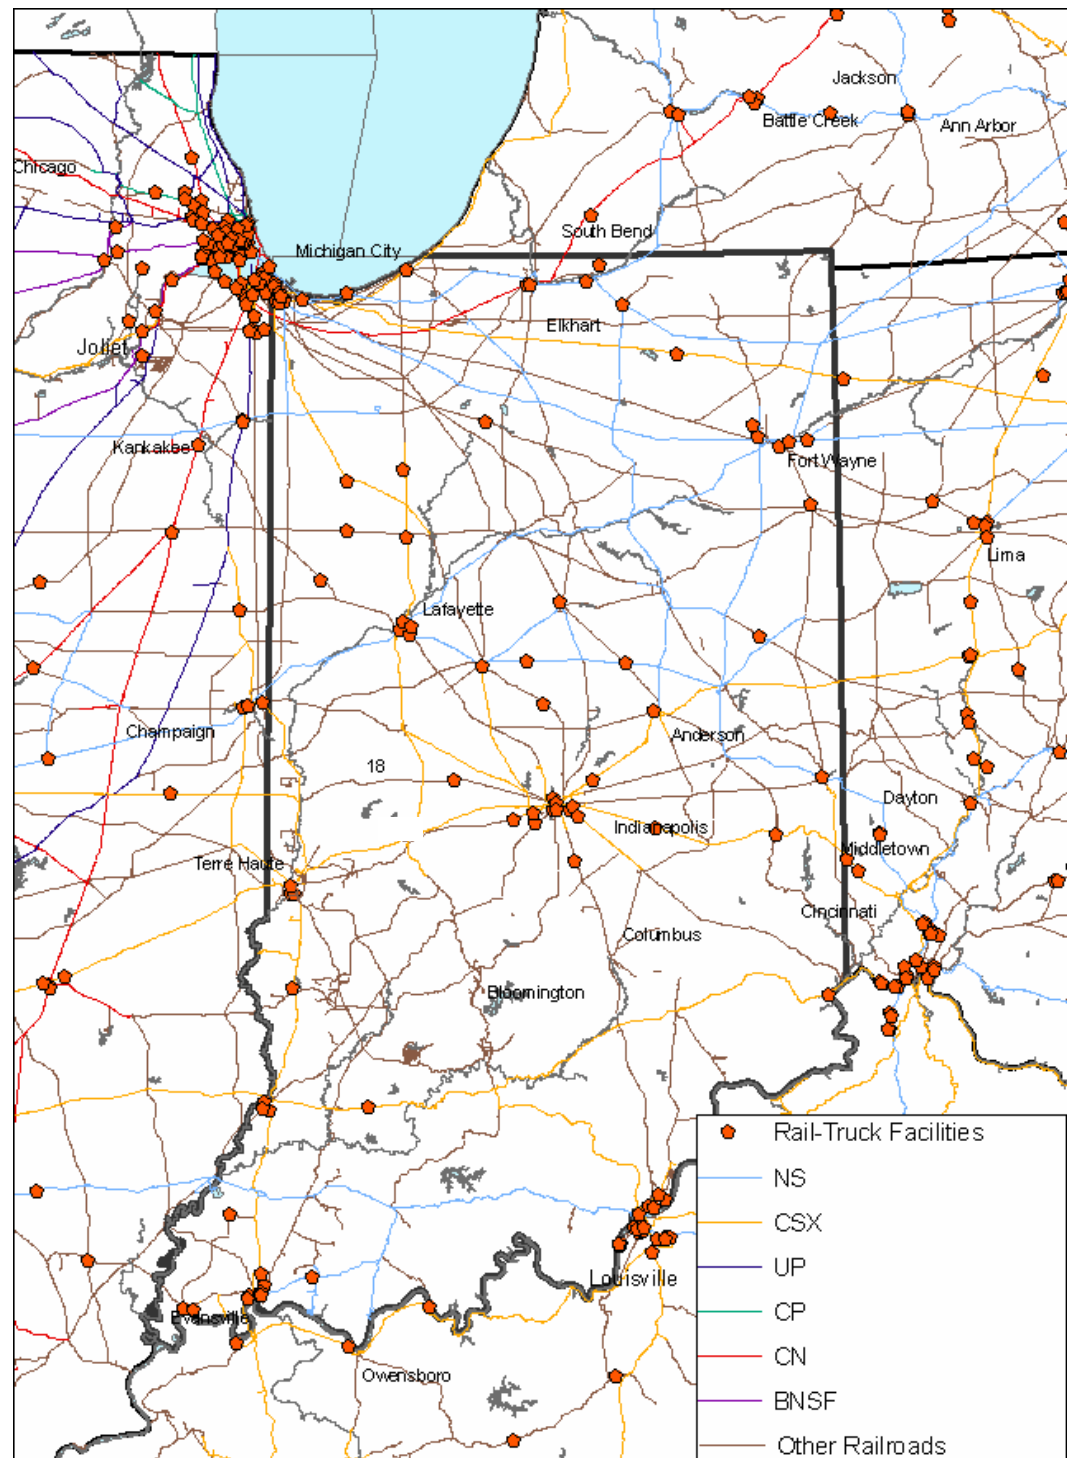 Jackson
Battle Creek
Ann Arbor
Chicago
South Bend
Michigan City
Elkhart
Joliet
Kankakee
Fort Wayne
Lima
Lafayette
Champaign
Anderson
18
Dayton
Indianapolis
Middletown
Terre Haute
Cincinnati
Columbus
Bloomington
Louisville
Evansville
Owensboro
Rail-Truck Facilities
NS
CSX
UP
CP
CN
BNSF
Other Railroads